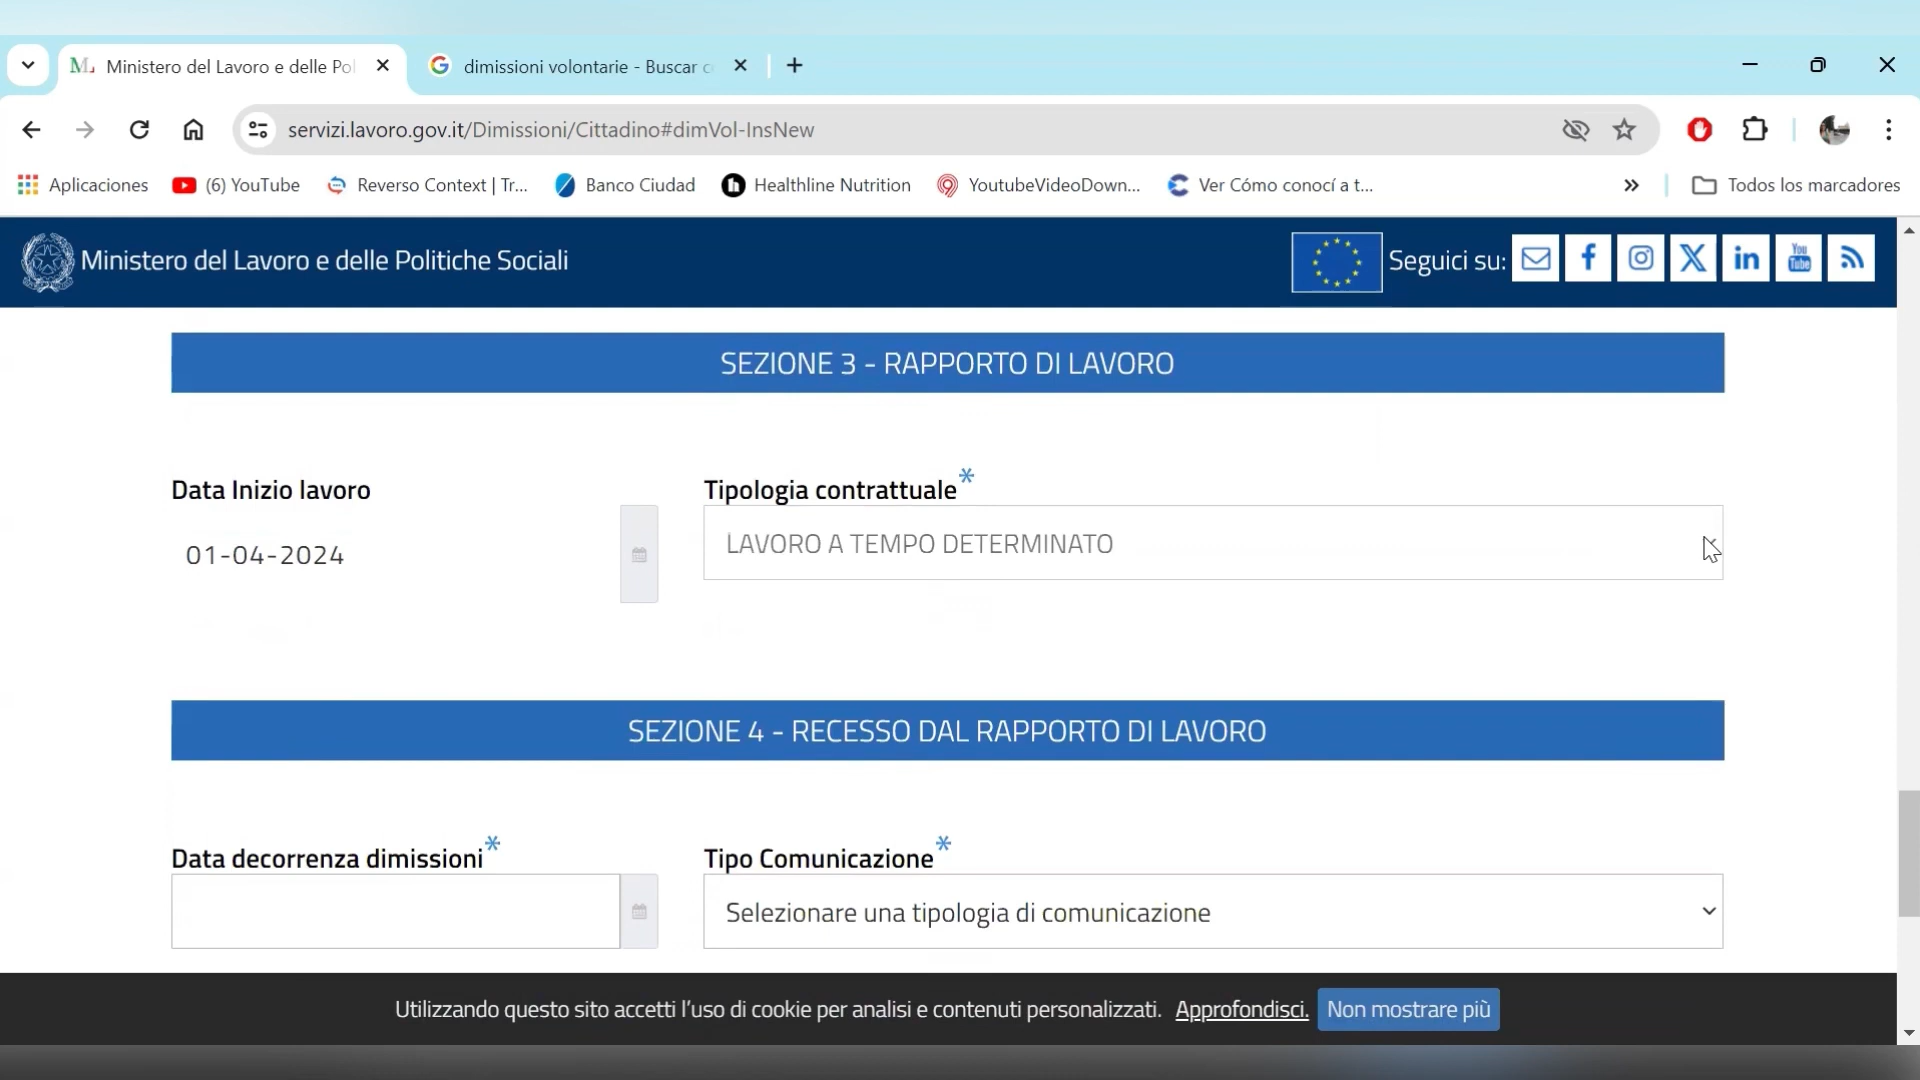 Ministero del Lavoro e delle Pol
dimissioni volontarie - Buscar c
servizi.lavoro.gov.it/Dimissioni/Cittadino#dimVol-InsNew
Aplicaciones
(6) YouTube
Reverso Context | Tr...
Banco Ciudad
Healthline Nutrition
YoutubeVideoDown...
Ver Cómo conocí a t...
Todos los marcadores
Ministero del Lavoro e delle Politiche Sociali
Seguici su:
You Tube
SEZIONE 3 - RAPPORTO DI LAVORO
Data Inizio lavoro
Tipologia contrattuale*
01-04-2024
LAVORO A TEMPO DETERMINATO
SEZIONE 4 - RECESSO DAL RAPPORTO DI LAVORO
Data decorrenza dimissioni*
Tipo Comunicazione*
Selezionare una tipologia di comunicazione
Utilizzando questo sito accetti l'uso di cookie per analisi e contenuti personalizzati. Approfondisci. Non mostrare più